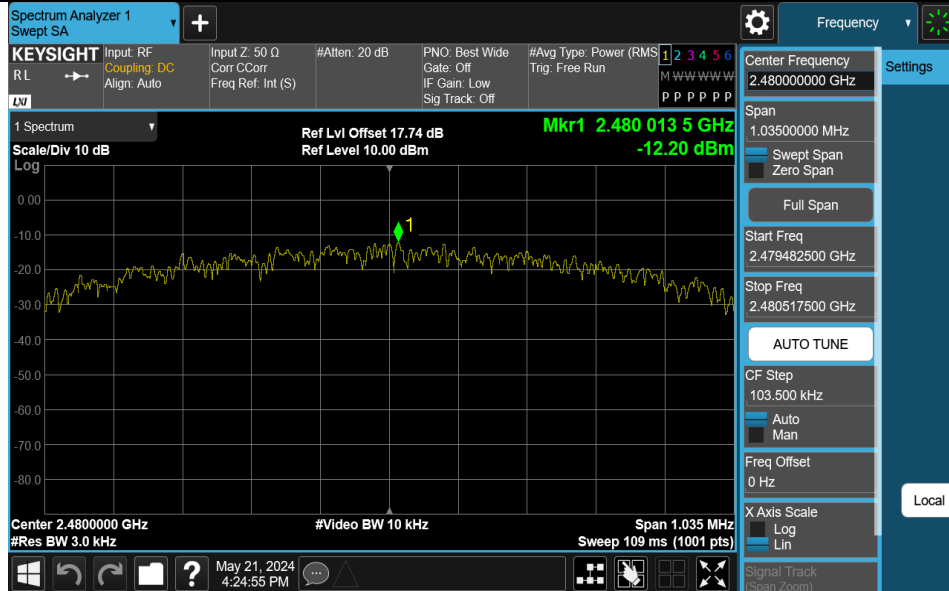 Spectrum Analyzer 1
Swept SA
+
Frequency
KEYSIGHT
RL
LXI
Input: RF
Coupling: DC
Align: Auto
Input Z: 50 Ω
Corr CCorr
Freq Ref: Int (S)
#Atten: 20 dB
PNO: Best Wide
Gate: Off
IF Gain: Low
Sig Track: Off
#Avg Type: Power (RMS
Trig: Free Run
1 2 3 4 5 6
M W W W W W
P P P P P P
1 Spectrum
Scale/Div 10 dB
Log
Ref Lvl Offset 17.74 dB
Ref Level 10.00 dBm
Mkr1 2.480 013 5 GHz
-12.20 dBm
1
0.00
-10.0
-20.0
-30.0
-40.0
-50.0
-60.0
-70.0
-80.0
Center 2.4800000 GHz
#Res BW 3.0 kHz
#Video BW 10 kHz
Span 1.035 MHz
Sweep 109 ms (1001 pts)
?
May 21, 2024
4:24:55 PM
Center Frequency
2.480000000 GHz
Span
1.03500000 MHz
Swept Span
Zero Span
Full Span
Start Freq
2.479482500 GHz
Stop Freq
2.480517500 GHz
AUTO TUNE
CF Step
103.500 kHz
Auto
Man
Freq Offset
0 Hz
X Axis Scale
Log
Lin
Signal Track
(Span Zoom)
Settings
Local